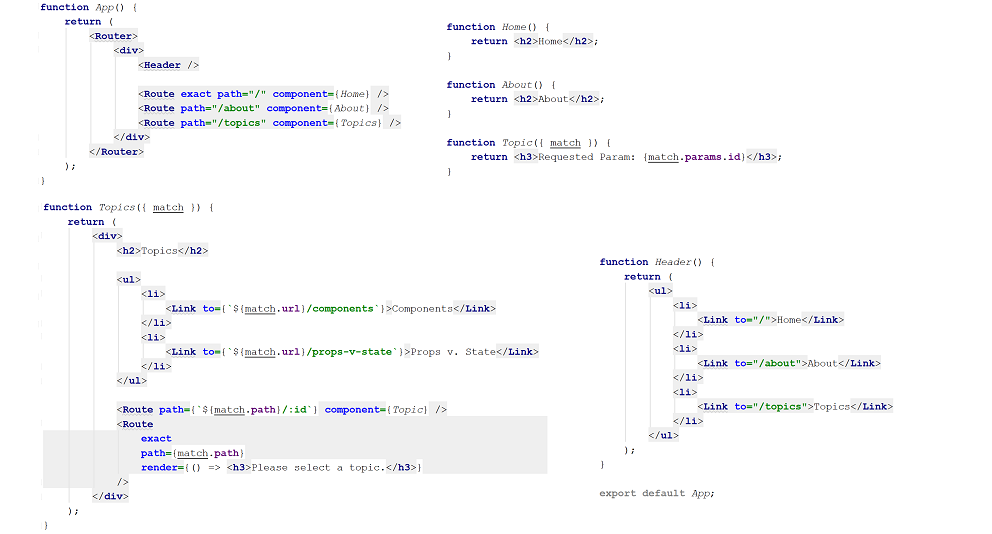 function App() {
    return (
        <Router>
            <div>
                <Header />

                <Route exact path="/" component={Home} />
                <Route path="/about" component={About} />
                <Route path="/topics" component={Topics} />
            </div>
        </Router>
    );
}

function Topics({ match }) {
    return (
        <div>
            <h2>Topics</h2>

            <ul>
                <li>
                    <Link to={`${match.url}/components`}>Components</Link>
                </li>
                <li>
                    <Link to={`${match.url}/props-v-state`}>Props v. State</Link>
                </li>
            </ul>

            <Route path={`${match.path}/:id`} component={Topic} />
            <Route
                exact
                path={match.path}
                render={() => <h3>Please select a topic.</h3>}
            />
        </div>
    );
}

function Home() {
    return <h2>Home</h2>;
}

function About() {
    return <h2>About</h2>;
}

function Topic({ match }) {
    return <h3>Requested Param: {match.params.id}</h3>;
}

function Header() {
    return (
        <ul>
            <li>
                <Link to="/">Home</Link>
            </li>
            <li>
                <Link to="/about">About</Link>
            </li>
            <li>
                <Link to="/topics">Topics</Link>
            </li>
        </ul>
    );
}

export default App;